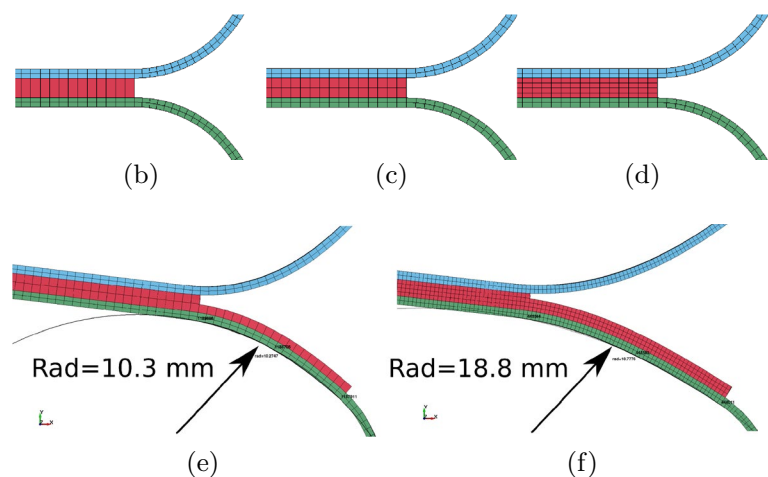 (b)
(c)
(d)
Rad=10.3 mm
Rad=18.8 mm
Y
X
Y
X
(e)
(f)